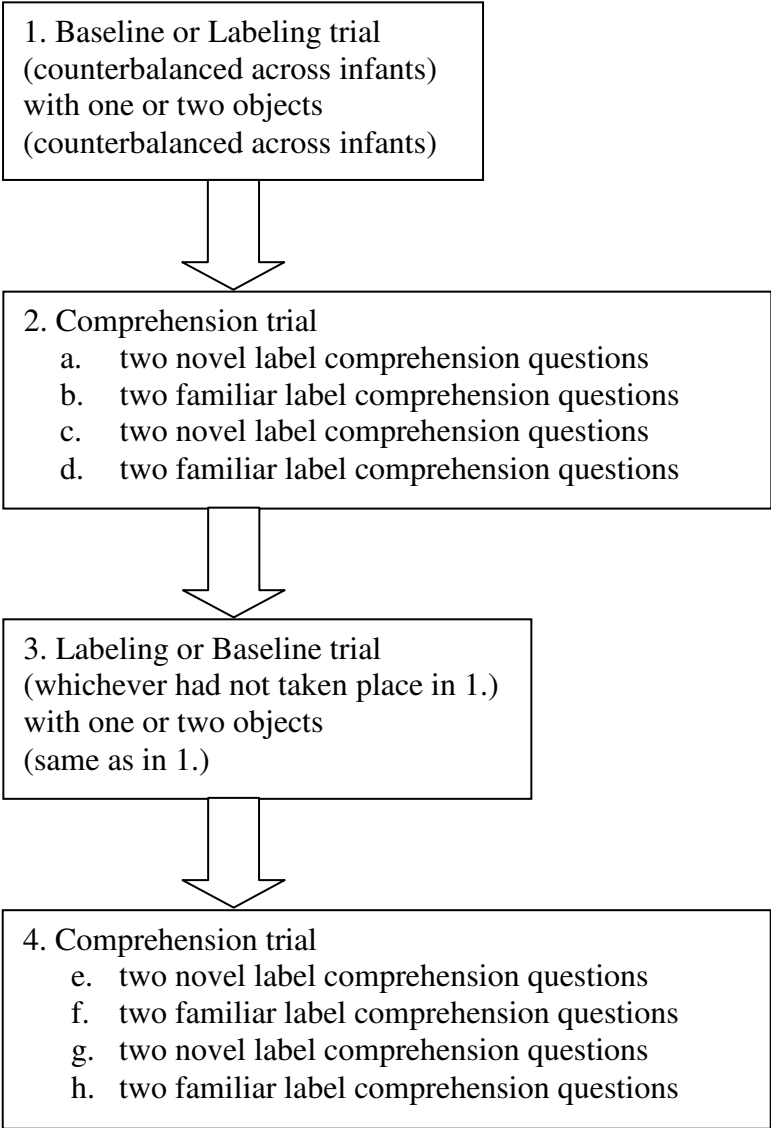 1. Baseline or Labeling trial
(counterbalanced across infants)
with one or two objects
(counterbalanced across infants)
2. Comprehension trial
a. two novel label comprehension questions
b. two familiar label comprehension questions
c. two novel label comprehension questions
d. two familiar label comprehension questions
3. Labeling or Baseline trial
(whichever had not taken place in 1.)
with one or two objects
(same as in 1.)
4. Comprehension trial
e. two novel label comprehension questions
f. two familiar label comprehension questions
g. two novel label comprehension questions
h. two familiar label comprehension questions